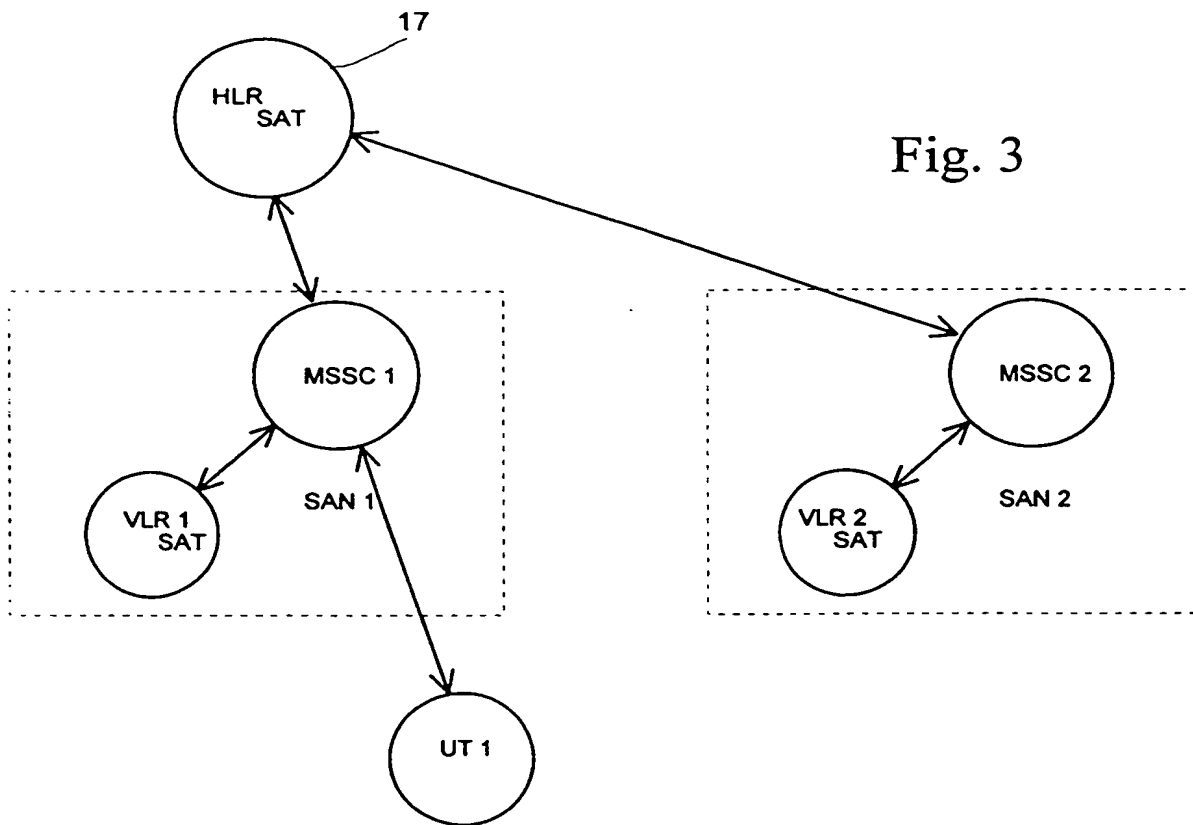 17
HLR
SAT
Fig. 3
MSSC 1
MSSC 2
SAN 1
SAN 2
VLR 1
SAT
VLR 2
SAT
UT 1